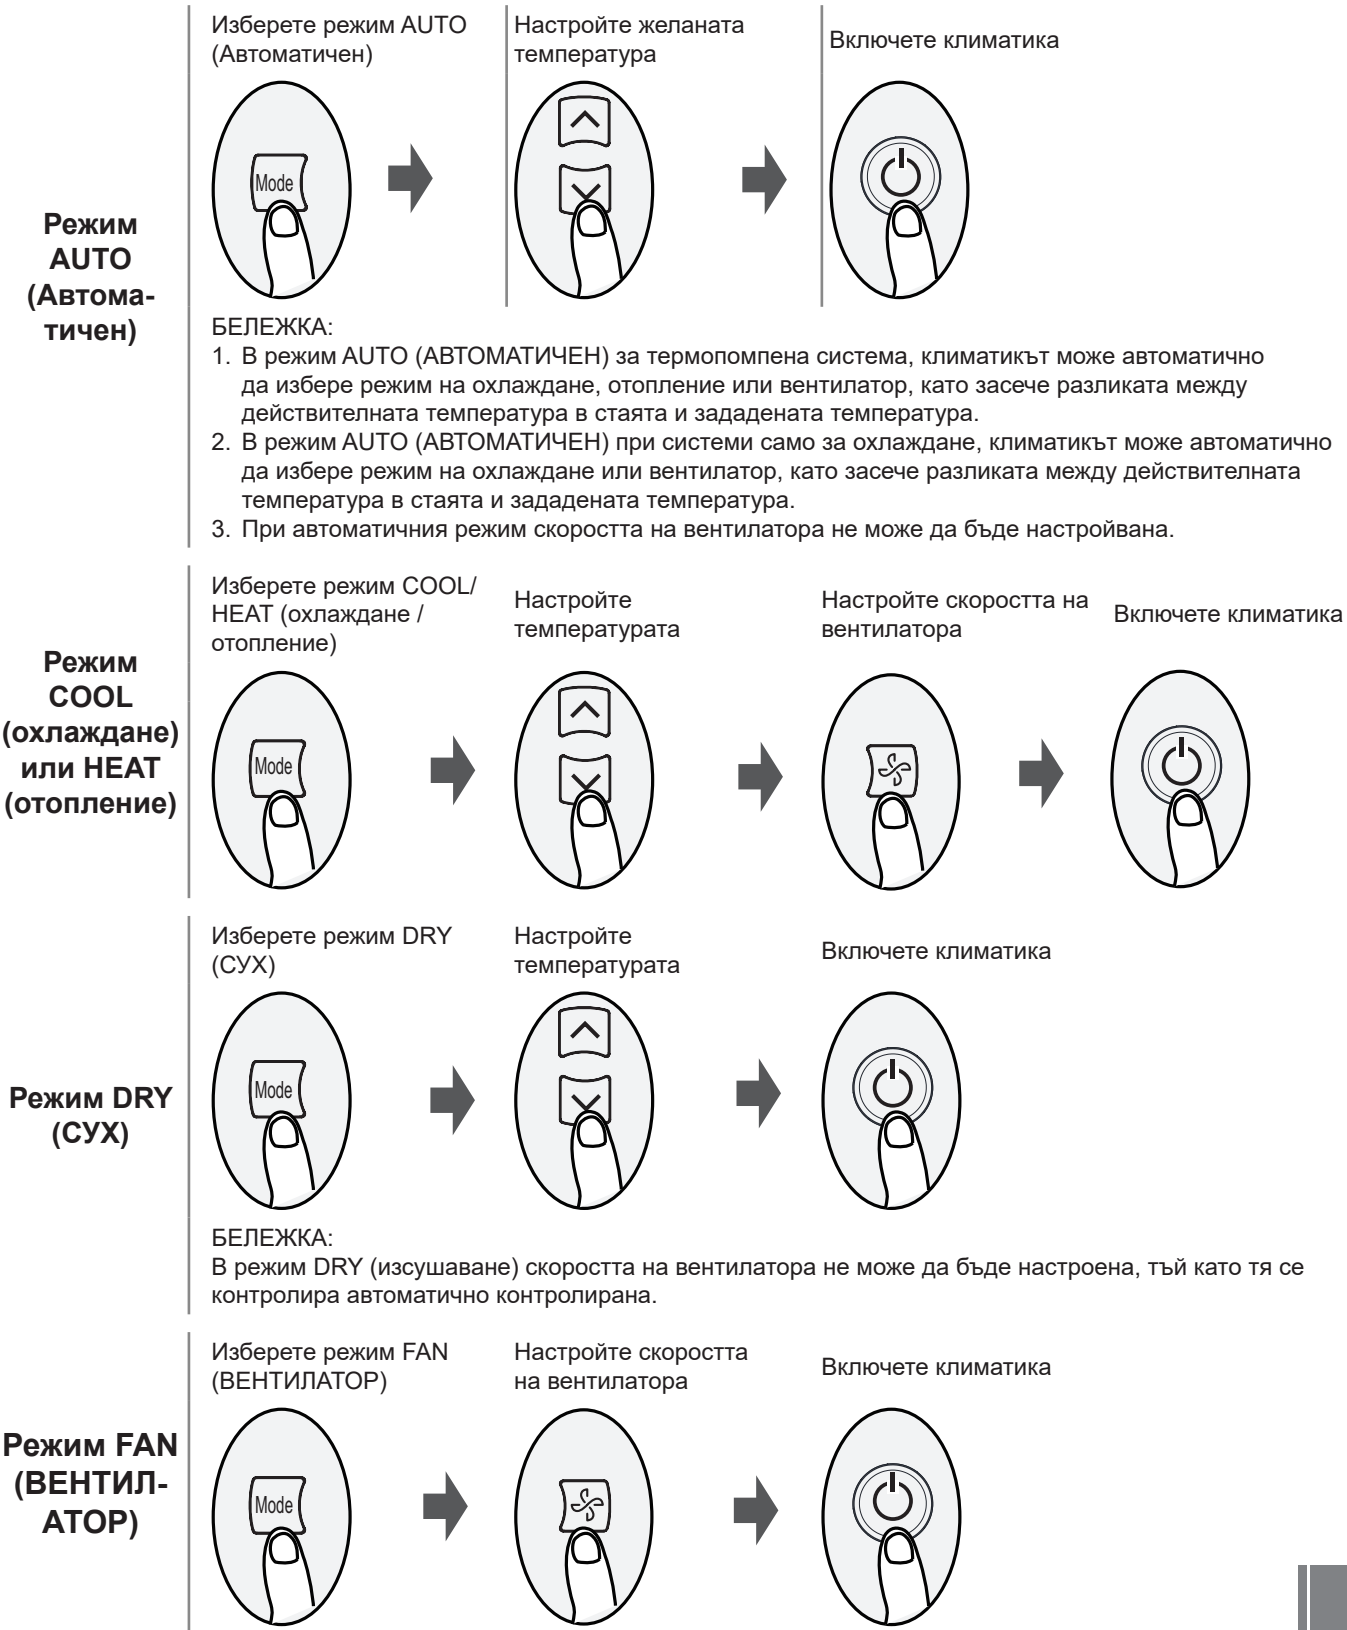 Режим
AUTO
(Автома-
тичен)
Изберете режим AUTO
(Автоматичен)
Mode
Настройте желаната
температура
Включете климатика
БЕЛЕЖКА:
1. В режим AUTO (АВТОМАТИЧЕН) за термопомпена система, климатикът може автоматично
да избере режим на охлаждане, отопление или вентилатор, като засече разликата между
действителната температура в стаята и зададената температура.
2. В режим AUTO (АВТОМАТИЧЕН) при системи само за охлаждане, климатикът може автоматично
да избере режим на охлаждане или вентилатор, като засече разликата между действителната
температура в стаята и зададената температура.
3. При автоматичния режим скоростта на вентилатора не може да бъде настройвана.
Режим
COOL
(охлаждане)
или HEAT
(отопление)
Изберете режим COOL/
HEAT (охлаждане /
отопление)
Mode
Настройте
температурата
Настройте скоростта на
вентилатора
Включете климатика
Режим DRY
(СУХ)
Изберете режим DRY
(СУХ)
Mode
Настройте
температурата
Включете климатика
БЕЛЕЖКА:
В режим DRY (изсушаване) скоростта на вентилатора не може да бъде настроена, тъй като тя се
контролира автоматично контролирана.
Режим FAN
(ВЕНТИЛ-
АТОР)
Изберете режим FAN
(ВЕНТИЛАТОР)
Mode
Настройте скоростта
на вентилатора
Включете климатика